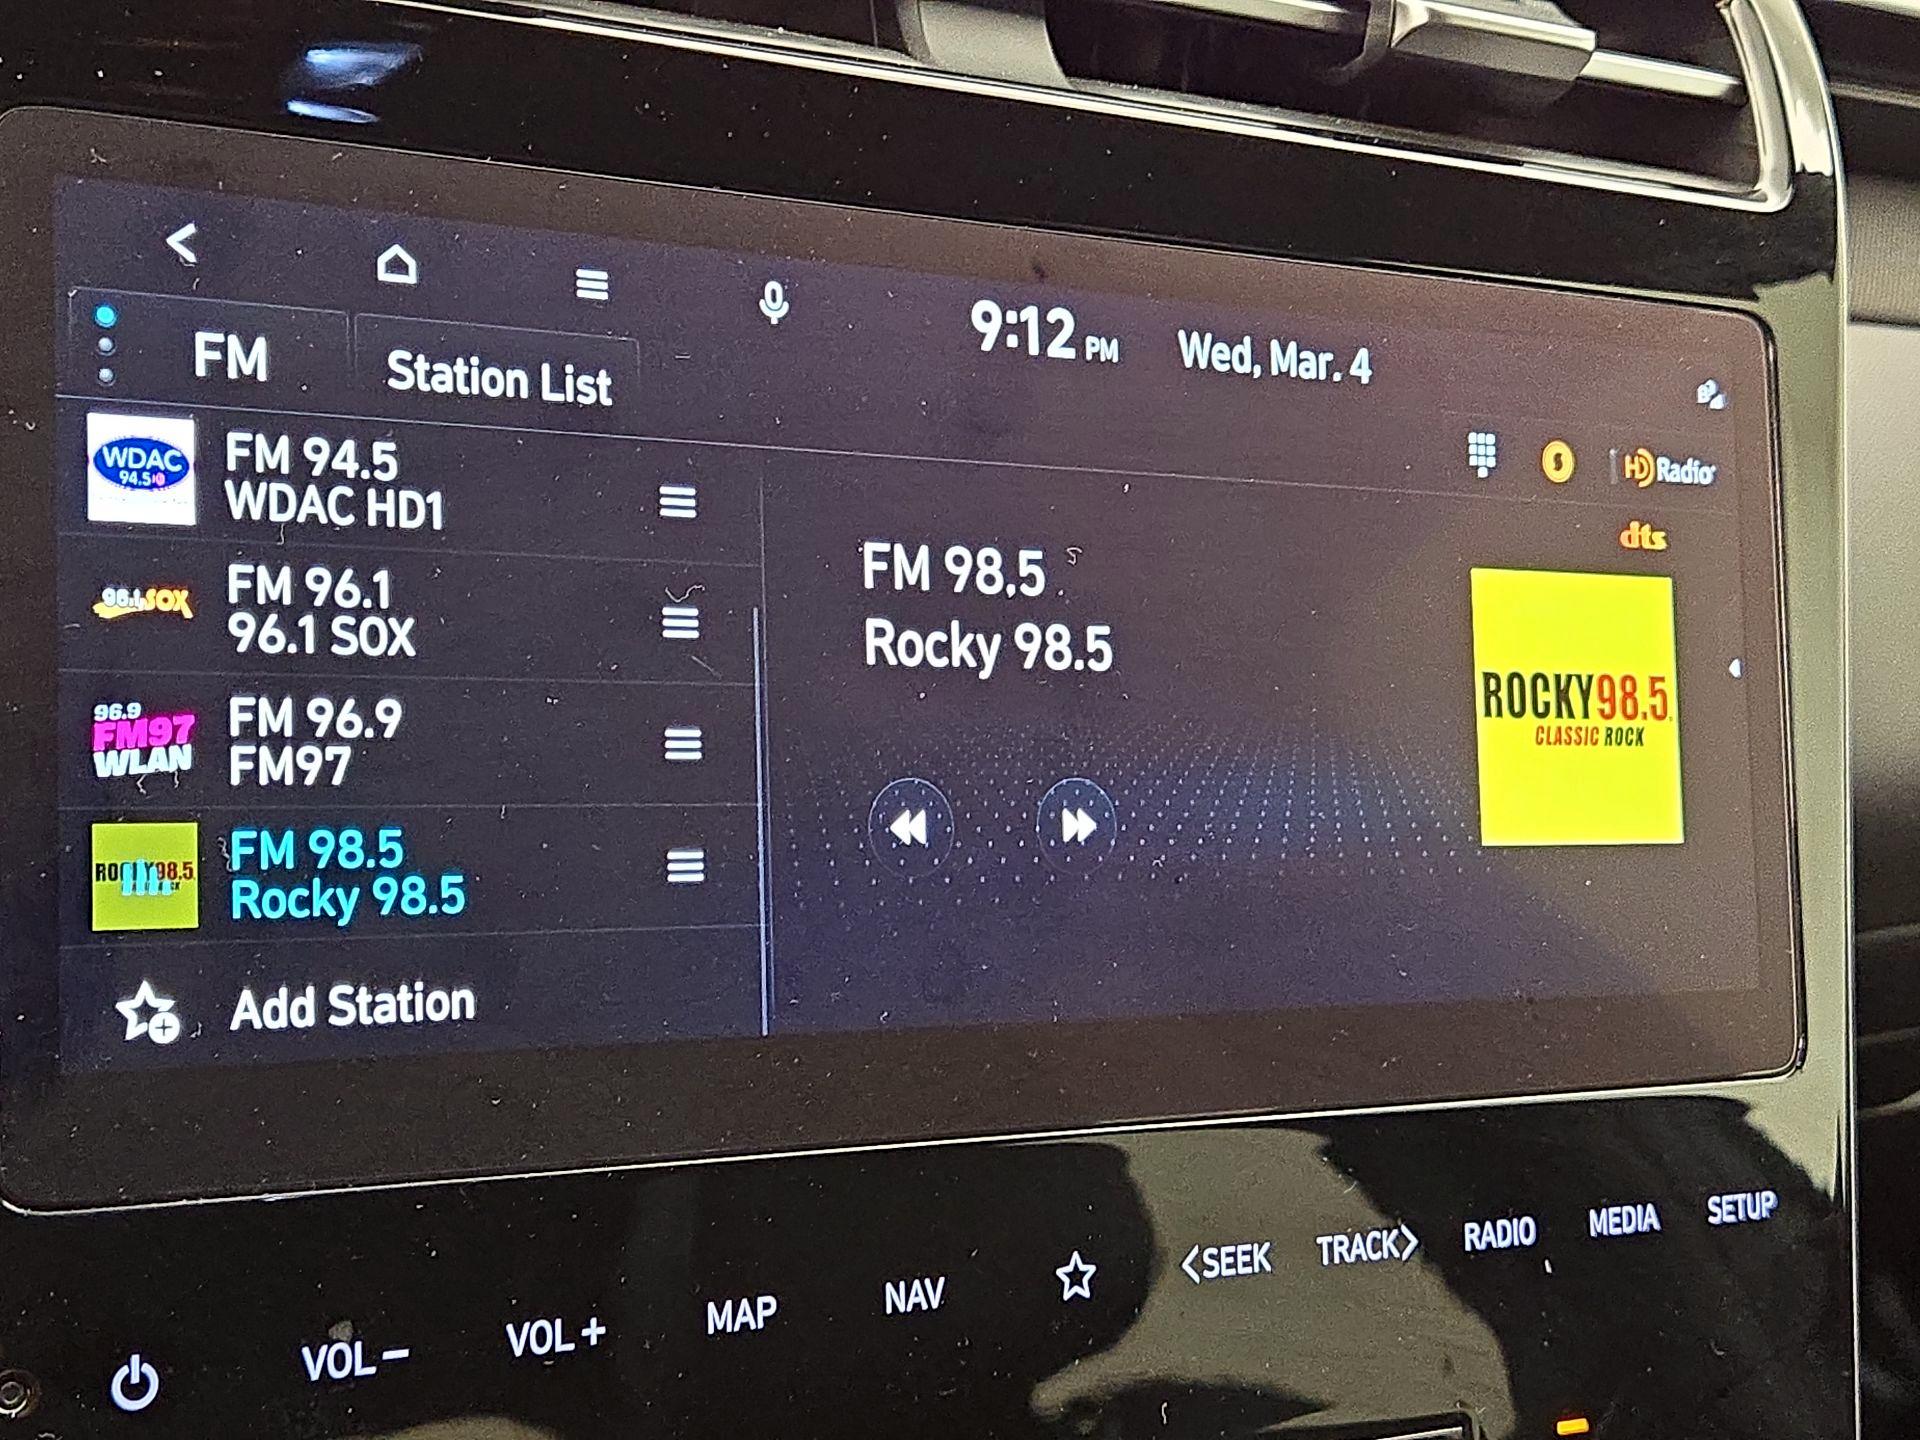 9:12 PM Wed, Mar. 4
FM
Station List
HD Radio
dts
WDAC
94.5
FM 94.5
WDAC HD1
96.1 SOX
FM 96.1
96.1 SOX
96.9
FM97
WLAN
FM 96.9
FM97
ROCKY98.5
FM 98.5
Rocky 98.5
Add Station
FM 98.5
Rocky 98.5
ROCKY98.5
CLASSIC ROCK
VOL− VOL+ MAP NAV <SEEK TRACK> RADIO MEDIA SETUP